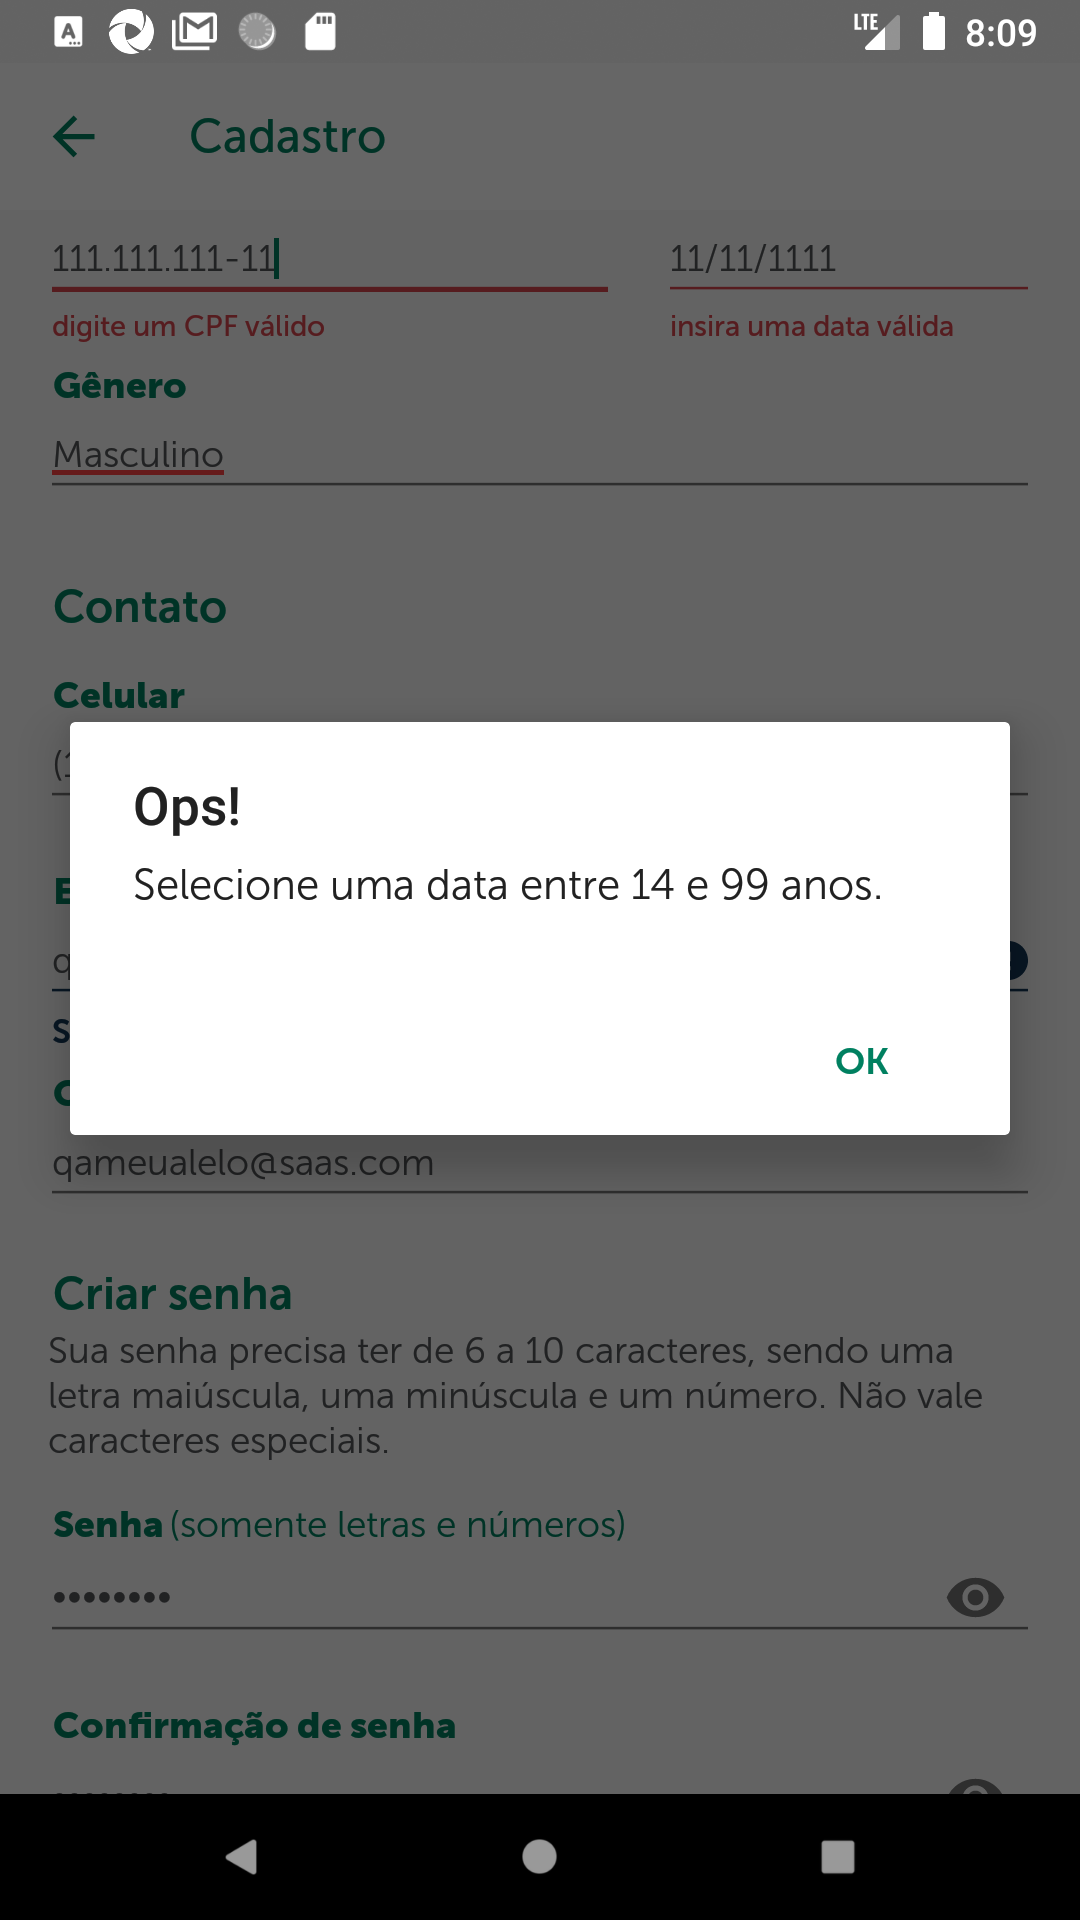 LTE 8:09
Cadastro
111.111.111-11 11/11/1111
digite um CPF válido insira uma data válida
Gênero
Masculino
Contato
Celular
Ops!
Selecione uma data entre 14 e 99 anos.
OK
qameualelo@saas.com
Criar senha
Sua senha precisa ter de 6 a 10 caracteres, sendo uma
letra maiúscula, uma minúscula e um número. Não vale
caracteres especiais.
Senha (somente letras e números)
••••••••
Confirmação de senha